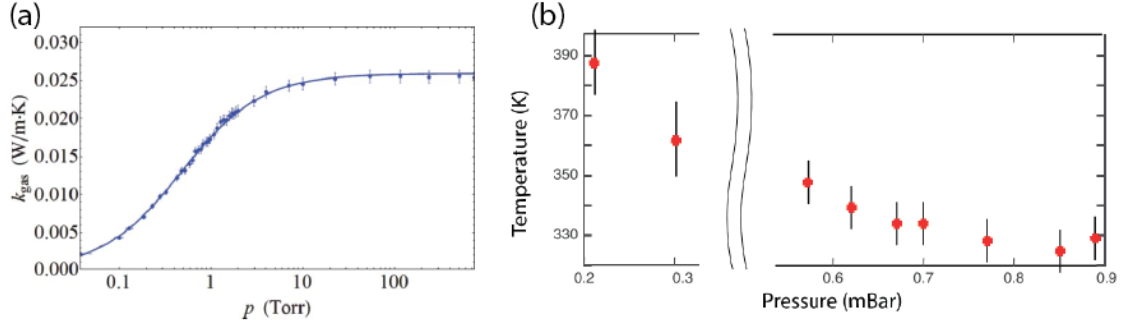 (a)
0.030
0.025
0.020
0.015
0.010
0.005
0.000
k_gas (W/m·K)
0.1 1 10 100
p (Torr)
(b)
390
370
350
330
Temperature (K)
0.2 0.3 0.6 0.7 0.8 0.9
Pressure (mBar)